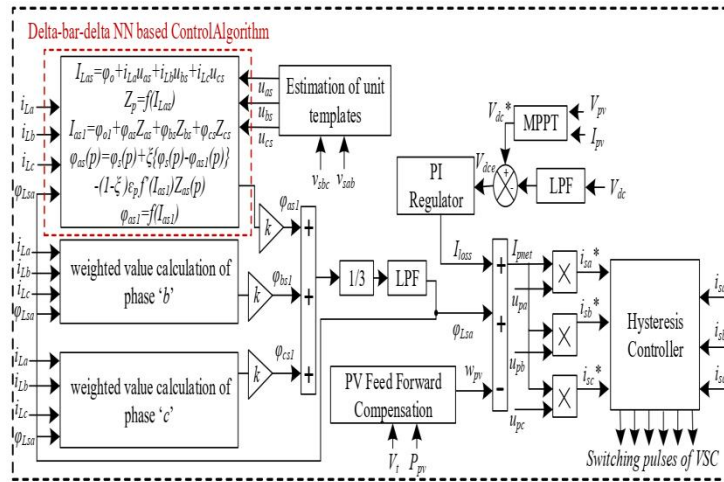 Delta-bar-delta NN based ControlAlgorithm
I_Las=φ_o+i_La u_as+i_Lb u_bs+i_Lc u_cs
Z_p=f(I_Las)
I_as1=φ_o1+φ_as Z_as+φ_bs Z_bs+φ_cs Z_cs
φ_as(p)=φ_s(p)+ξ{φ_s(p)-φ_as1(p)}
-(1-ξ)ε_p f'(I_as1)Z_as(p)
φ_as1=f(I_as1)
i_La
i_Lb
i_Lc
φ_Lsa
u_as
u_bs
u_cs
Estimation of unit
templates
v_sbc
v_sab
V_dc*
MPPT
V_pv
I_pv
V_dce
+
-
LPF
V_dc
PI
Regulator
k
φ_as1
+
i_La
i_Lb
i_Lc
φ_Lsa
weighted value calculation of
phase ‘b’
k
φ_bs1
+
1/3
LPF
φ_Lsa
i_La
i_Lb
i_Lc
φ_Lsa
weighted value calculation of
phase ‘c’
k
φ_cs1
+
I_loss
+
+
-
I_pnet
PV Feed Forward
Compensation
w_pv
V_t
P_pv
u_pa
u_pb
u_pc
×
×
×
i_sa*
i_sb*
i_sc*
Hysteresis
Controller
Switching pulses of VSC